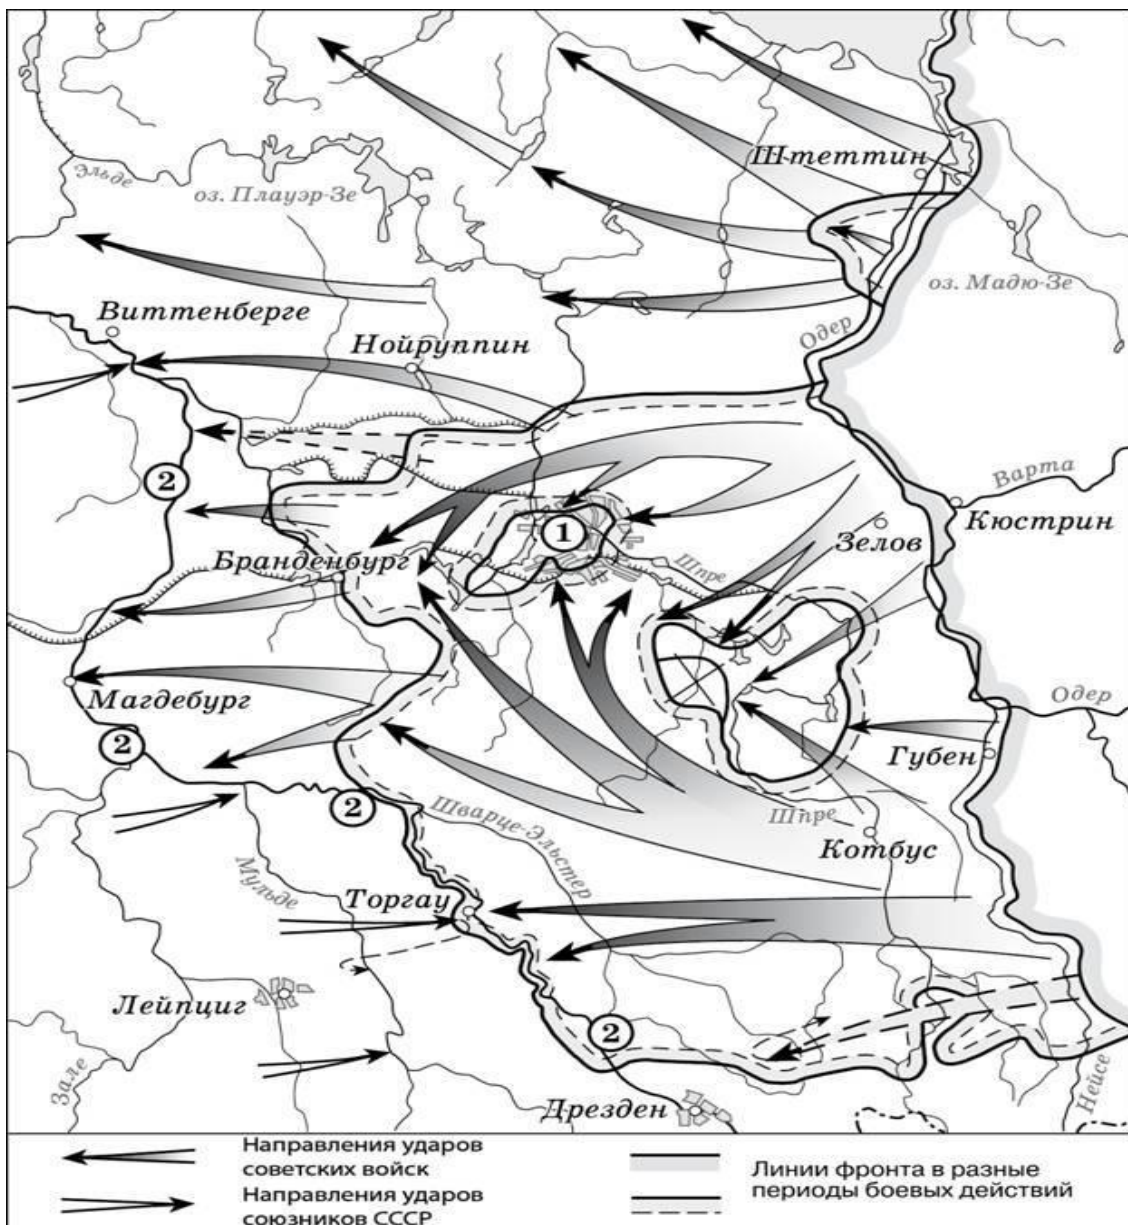 Штеттин
Эльде
оз. Плауэр-Зе
оз. Мадю-Зе
Виттенберге
Одер
Нойруппин
Варта
2
Кюстрин
1
Зелов
Шпре
Бранденбург
Магдебург
Одер
2
Губен
2
Шварце-Эльстер
Шпре
Котбус
Мульде
Торгау
Лейпциг
2
Зале
Нейсе
Дрезден
Направления ударов
советских войск
Направления ударов
союзников СССР
Линии фронта в разные
периоды боевых действий